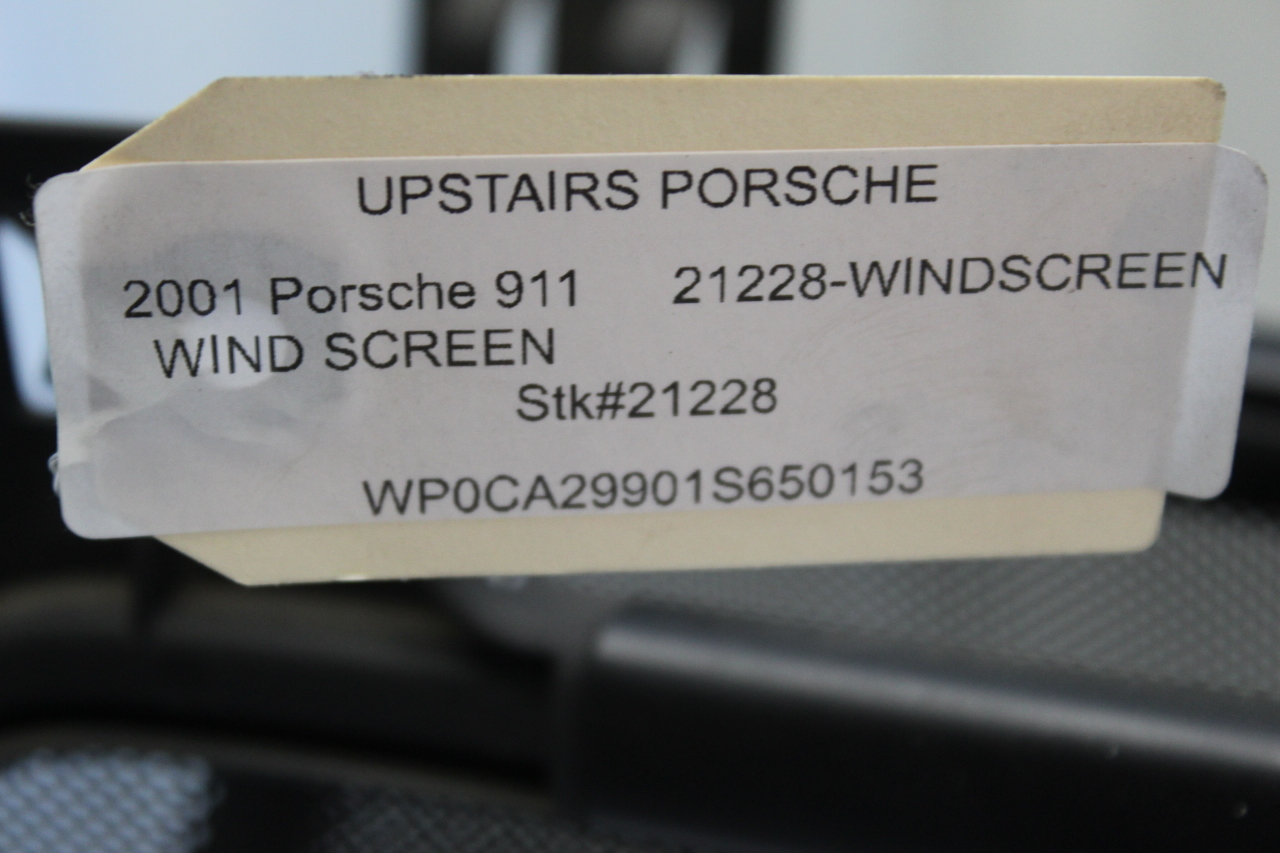 UPSTAIRS PORSCHE
2001 Porsche 911 21228-WINDSCREEN
WIND SCREEN
Stk#21228
WP0CA29901S650153